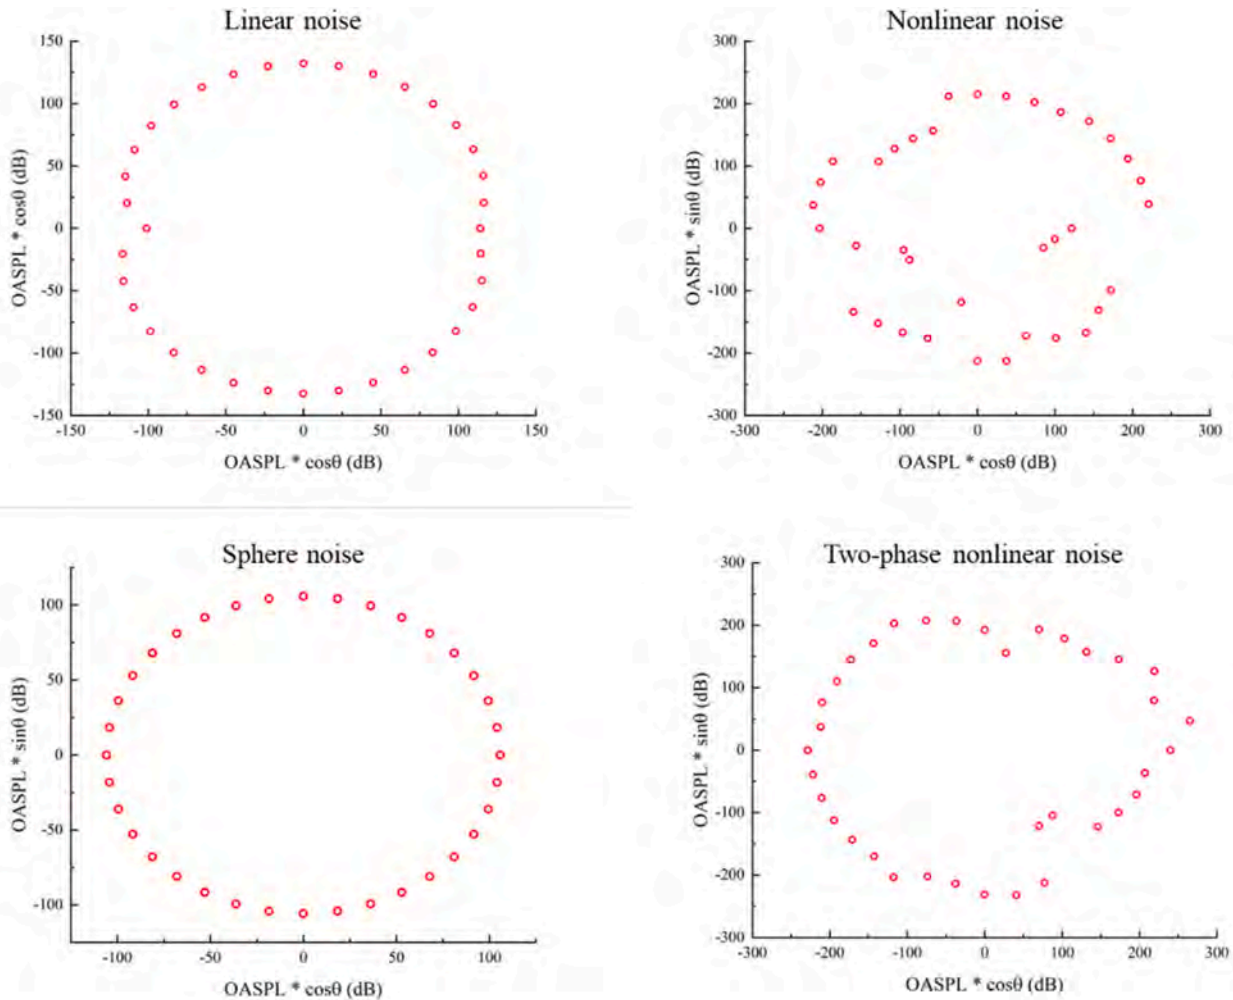 Linear noise
150
100
50
0
-50
-100
-150
-150 -100 -50 0 50 100 150
OASPL * cosθ (dB)
OASPL * cosθ (dB)
Nonlinear noise
300
200
100
0
-100
-200
-300
-300 -200 -100 0 100 200 300
OASPL * sinθ (dB)
OASPL * cosθ (dB)
Sphere noise
100
50
0
-50
-100
-100 -50 0 50 100
OASPL * sinθ (dB)
OASPL * cosθ (dB)
Two-phase nonlinear noise
300
200
100
0
-100
-200
-300
-300 -200 -100 0 100 200 300
OASPL * sinθ (dB)
OASPL * cosθ (dB)